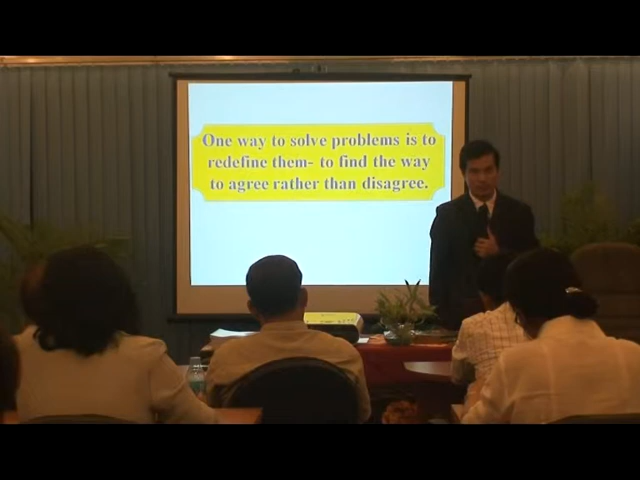 One way to solve problems is to
redefine them- to find the way
to agree rather than disagree.